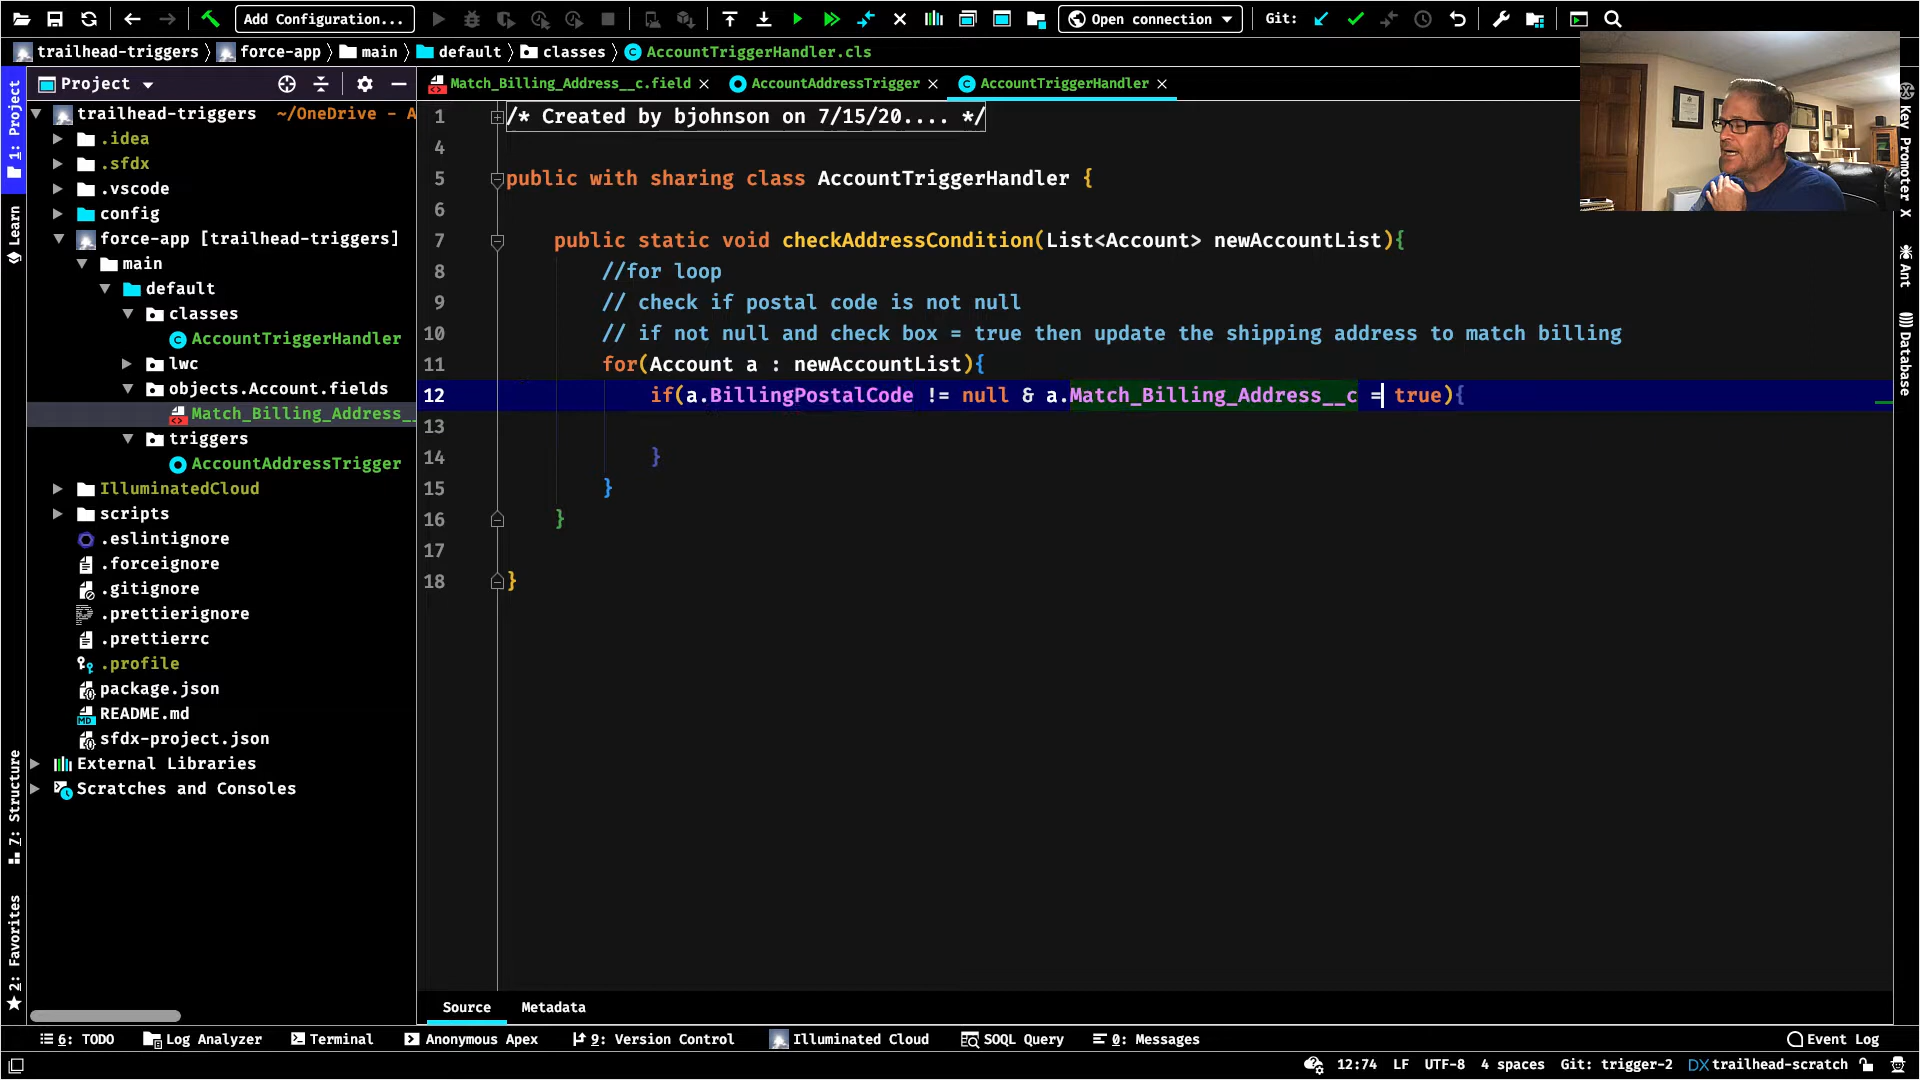 Add Configuration...
Open connection
Git:
trailhead-triggers
force-app
main
default
classes
AccountTriggerHandler.cls
Project
Match_Billing_Address__c.field
AccountAddressTrigger
AccountTriggerHandler
1: Project
Learn
7: Structure
2: Favorites
trailhead-triggers ~/OneDrive - A
.idea
.sfdx
.vscode
config
force-app [trailhead-triggers]
main
default
classes
AccountTriggerHandler
lwc
objects.Account.fields
Match_Billing_Address_
triggers
AccountAddressTrigger
IlluminatedCloud
scripts
.eslintignore
.forceignore
.gitignore
.prettierignore
.prettierrc
.profile
package.json
README.md
sfdx-project.json
External Libraries
Scratches and Consoles
1 /* Created by bjohnson on 7/15/20.... */
4
5 public with sharing class AccountTriggerHandler {
6
7 public static void checkAddressCondition(List<Account> newAccountList){
8 //for loop
9 // check if postal code is not null
10 // if not null and check box = true then update the shipping address to match billing
11 for(Account a : newAccountList){
12 if(a.BillingPostalCode != null & a.Match_Billing_Address__c = true){
13
14 }
15 }
16 }
17
18 }
Key Promoter X
Ant
Database
Source
Metadata
6: TODO
Log Analyzer
Terminal
Anonymous Apex
9: Version Control
Illuminated Cloud
SOQL Query
0: Messages
Event Log
12:74
LF
UTF-8
4 spaces
Git: trigger-2
DX trailhead-scratch